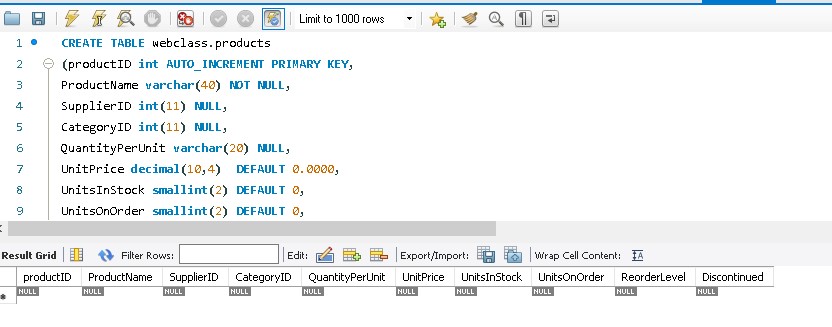 Limit to 1000 rows
1 CREATE TABLE webclass.products
2 (productID int AUTO_INCREMENT PRIMARY KEY,
3 ProductName varchar(40) NOT NULL,
4 SupplierID int(11) NULL,
5 CategoryID int(11) NULL,
6 QuantityPerUnit varchar(20) NULL,
7 UnitPrice decimal(10,4)  DEFAULT 0.0000,
8 UnitsInStock smallint(2) DEFAULT 0,
9 UnitsOnOrder smallint(2) DEFAULT 0,
Result Grid Filter Rows: Edit: Export/Import: Wrap Cell Content: IA
productID ProductName SupplierID CategoryID QuantityPerUnit UnitPrice UnitsInStock UnitsOnOrder ReorderLevel Discontinued
* NULL NULL NULL NULL NULL NULL NULL NULL NULL NULL